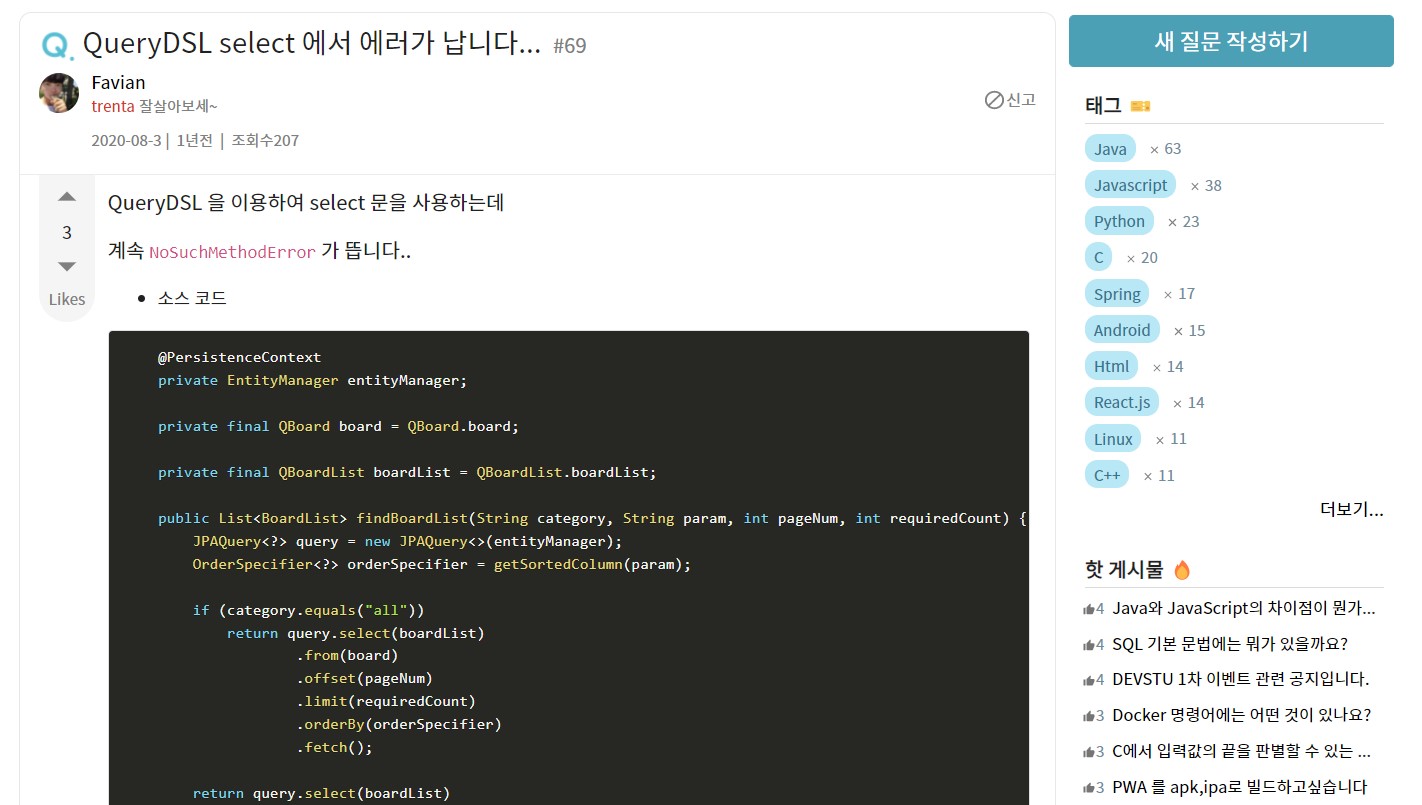 QueryDSL select 에서 에러가 납니다... #69
Favian
trenta 잘살아보세~
신고
2020-08-3 | 1년전 | 조회수207
3
Likes
QueryDSL 을 이용하여 select 문을 사용하는데
계속 NoSuchMethodError 가 뜹니다..
• 소스 코드
@PersistenceContext
private EntityManager entityManager;
private final QBoard board = QBoard.board;
private final QBoardList boardList = QBoardList.boardList;
public List<BoardList> findBoardList(String category, String param, int pageNum, int requiredCount) {
JPAQuery<?> query = new JPAQuery<>(entityManager);
OrderSpecifier<?> orderSpecifier = getSortedColumn(param);
if (category.equals("all"))
return query.select(boardList)
.from(board)
.offset(pageNum)
.limit(requiredCount)
.orderBy(orderSpecifier)
.fetch();
return query.select(boardList)
새 질문 작성하기
태그
Java × 63
Javascript × 38
Python × 23
C × 20
Spring × 17
Android × 15
Html × 14
React.js × 14
Linux × 11
C++ × 11
더보기...
핫 게시물
4 Java와 JavaScript의 차이점이 뭔가...
4 SQL 기본 문법에는 뭐가 있을까요?
4 DEVSTU 1차 이벤트 관련 공지입니다.
3 Docker 명령어에는 어떤 것이 있나요?
3 C에서 입력값의 끝을 판별할 수 있는 ...
3 PWA 를 apk,ipa로 빌드하고싶습니다